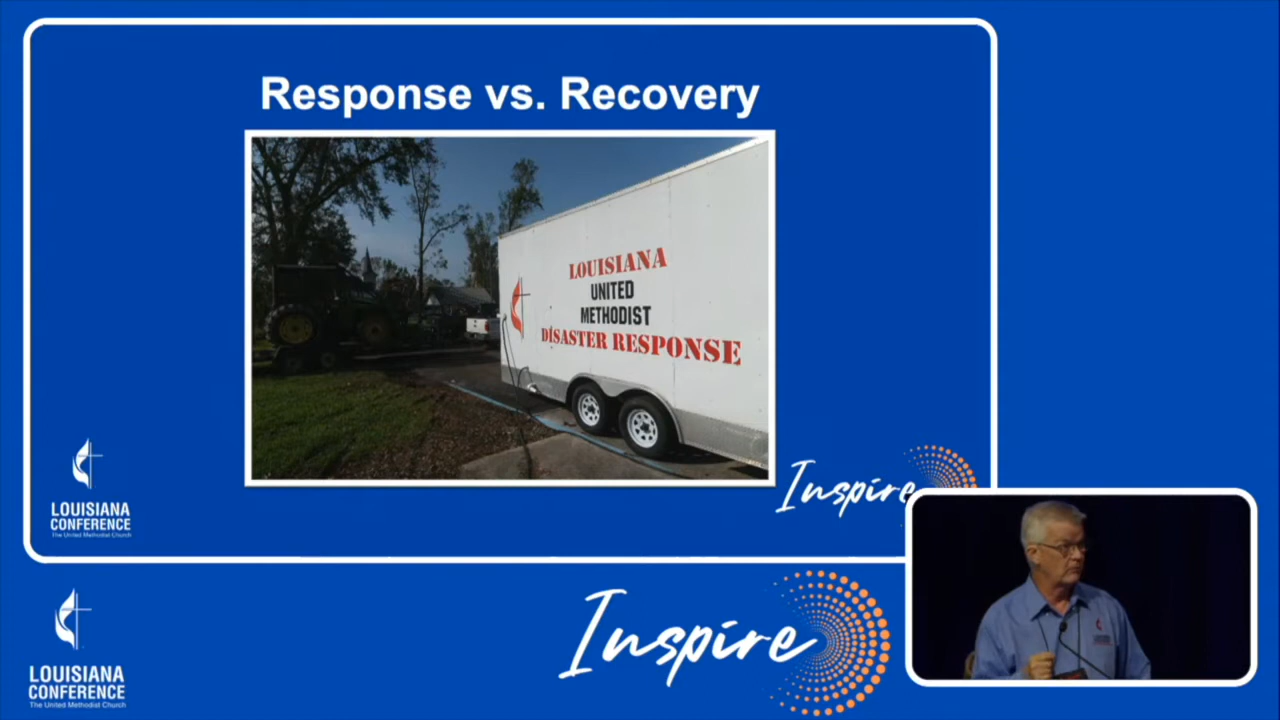 Response vs. Recovery
LOUISIANA
UNITED
METHODIST
DISASTER RESPONSE
LOUISIANA
CONFERENCE
The United Methodist Church
Inspire
LOUISIANA
CONFERENCE
The United Methodist Church
Inspire